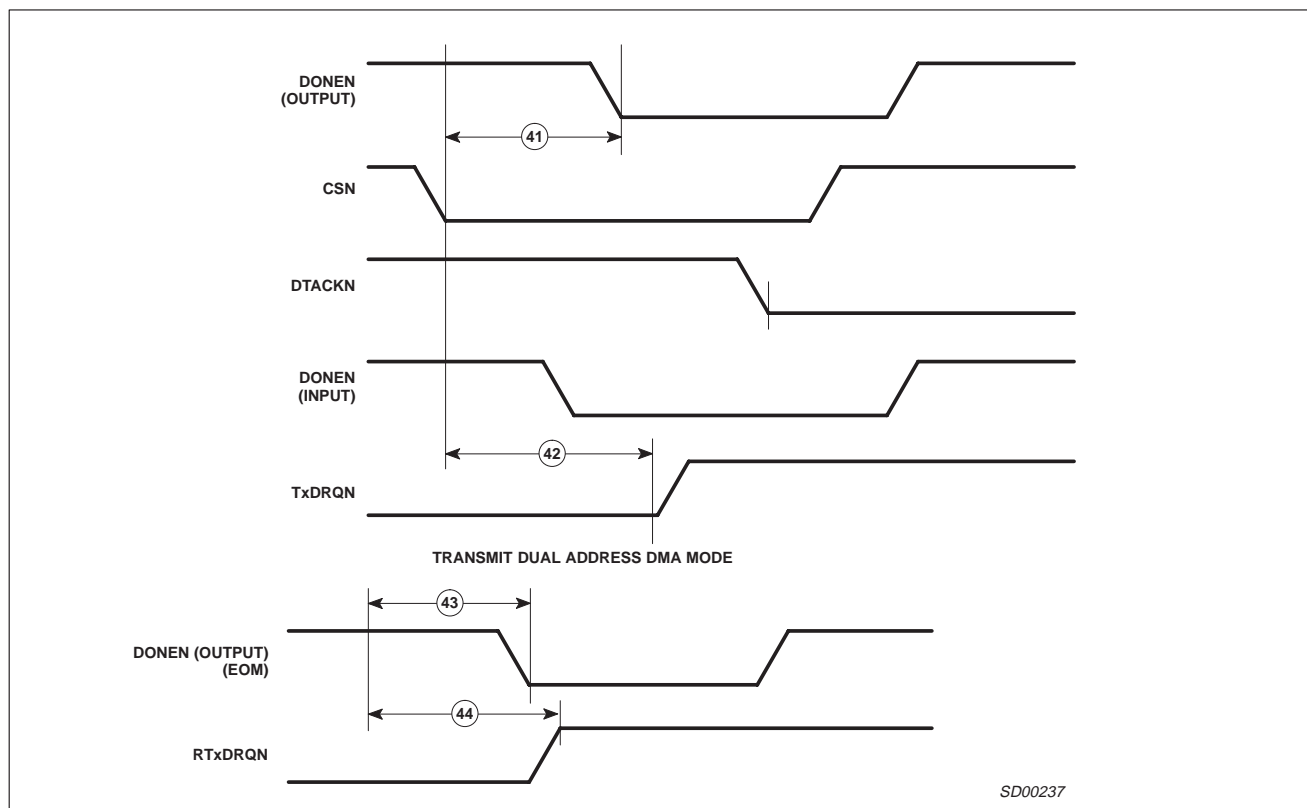 DONEN
(OUTPUT)
41
CSN
DTACKN
DONEN
(INPUT)
42
TxDRQN
TRANSMIT DUAL ADDRESS DMA MODE
43
DONEN (OUTPUT)
(EOM)
44
RTxDRQN
SD00237